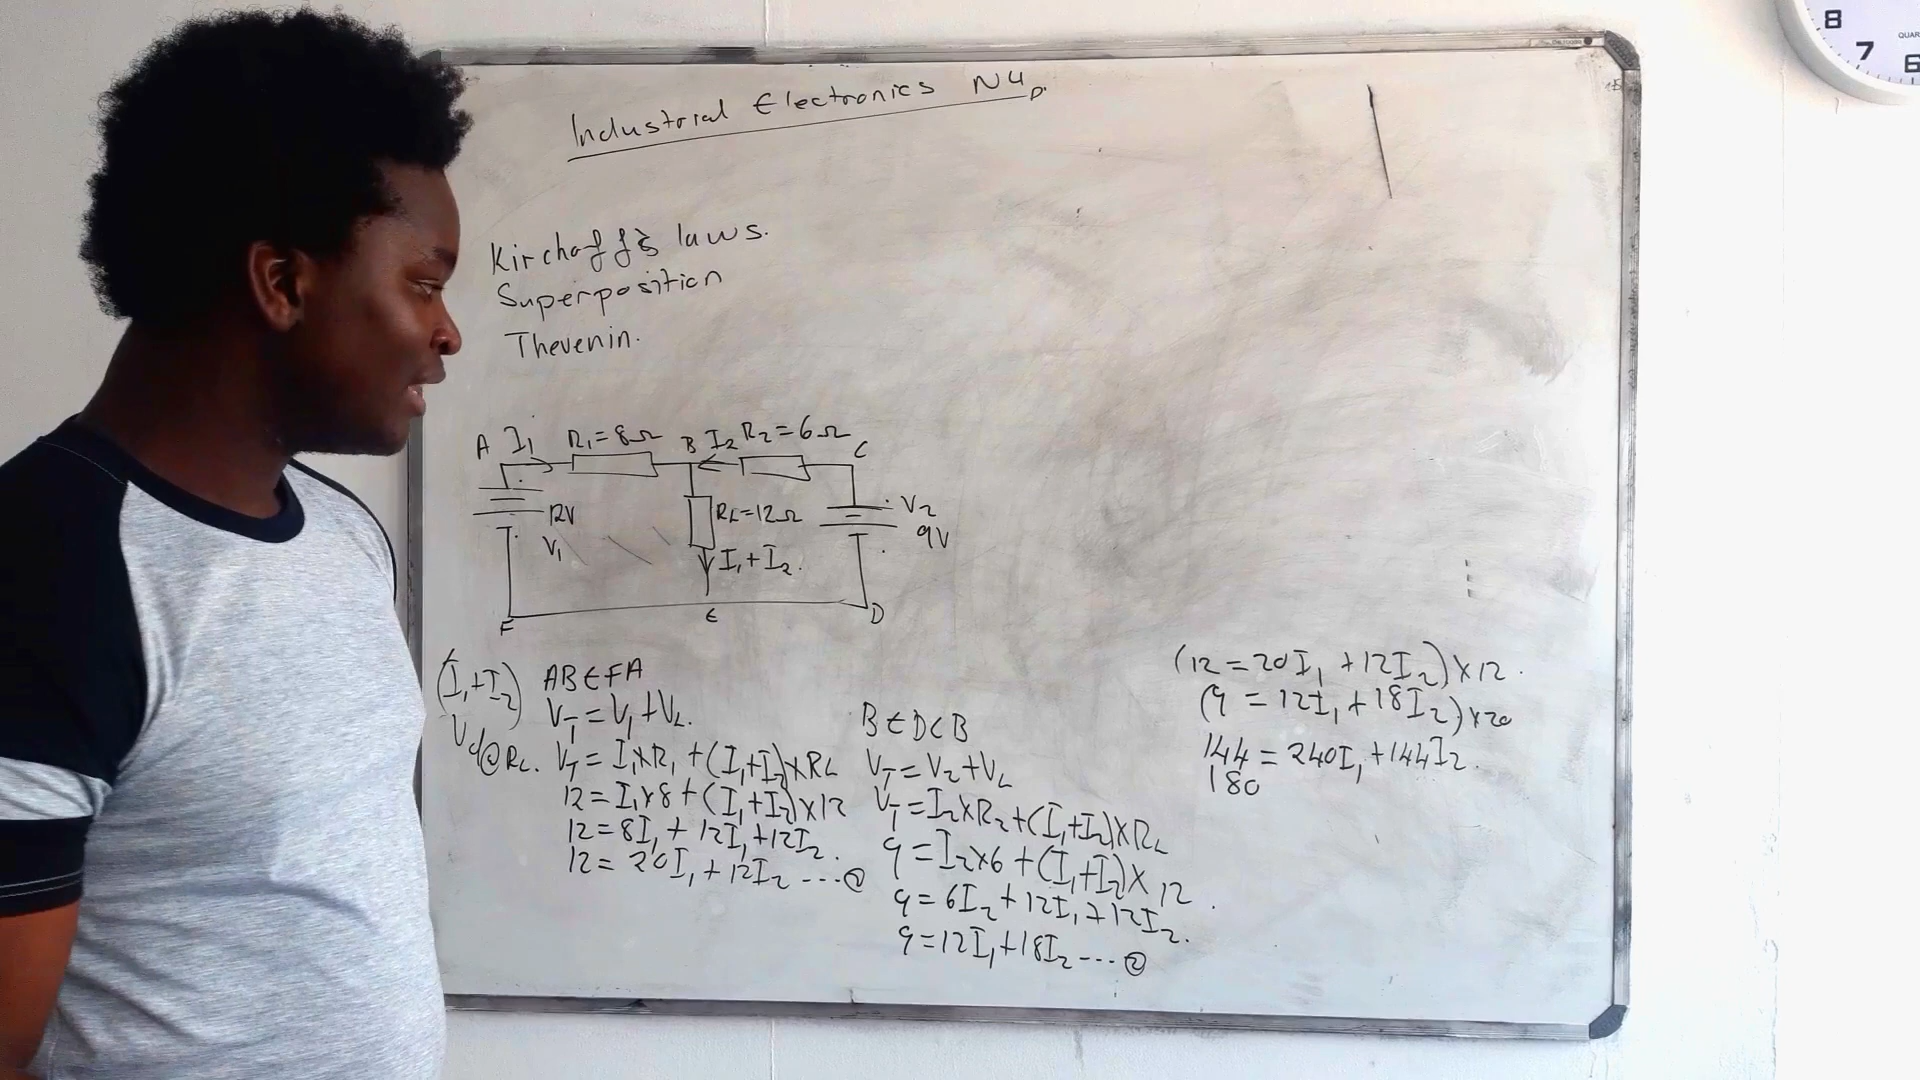 Industrial Electronics N4
Kirchoff's laws.
Superposition
Thevenin.
A I₁ R₁=8Ω B I₂ R₂=6Ω C
12V
V₁
RL=12Ω
I₁+I₂.
V₂
9V
F E D
(I₁+I₂)
Vd@RL.
ABEFA
VT=V₁+VL.
VT=I₁×R₁+(I₁+I₂)×RL
12=I₁×8+(I₁+I₂)×12
12=8I₁+12I₁+12I₂.
12=20I₁+12I₂ ---①
BEDCB
VT=V₂+VL
VT=I₂×R₂+(I₁+I₂)×RL
9=I₂×6+(I₁+I₂)×12
9=6I₂+12I₁+12I₂.
9=12I₁+18I₂ ---②
(12=20I₁+12I₂)×12.
(9=12I₁+18I₂)×20
144=240I₁+144I₂.
180
8
7
6
QUAR